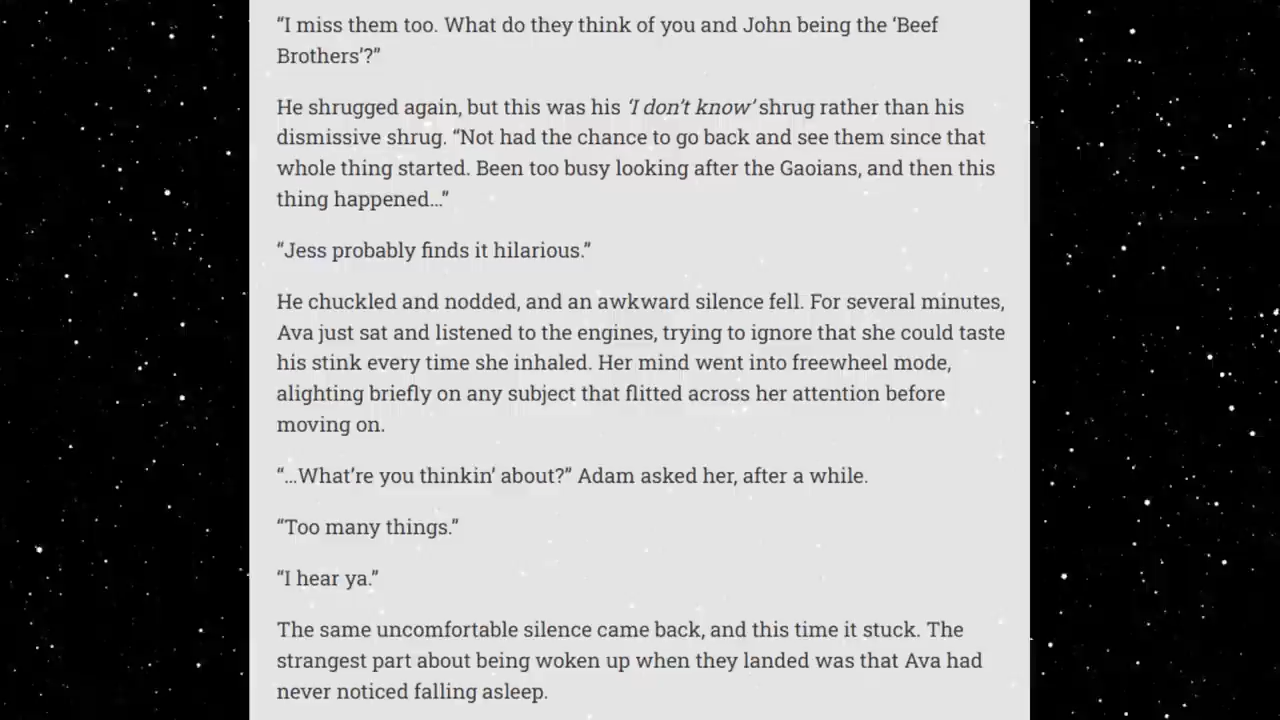 “I miss them too. What do they think of you and John being the ‘Beef
Brothers’?”
He shrugged again, but this was his ‘I don’t know’ shrug rather than his
dismissive shrug. “Not had the chance to go back and see them since that
whole thing started. Been too busy looking after the Gaoians, and then this
thing happened…”
“Jess probably finds it hilarious.”
He chuckled and nodded, and an awkward silence fell. For several minutes,
Ava just sat and listened to the engines, trying to ignore that she could taste
his stink every time she inhaled. Her mind went into freewheel mode,
alighting briefly on any subject that flitted across her attention before
moving on.
“…What’re you thinkin’ about?” Adam asked her, after a while.
“Too many things.”
“I hear ya.”
The same uncomfortable silence came back, and this time it stuck. The
strangest part about being woken up when they landed was that Ava had
never noticed falling asleep.